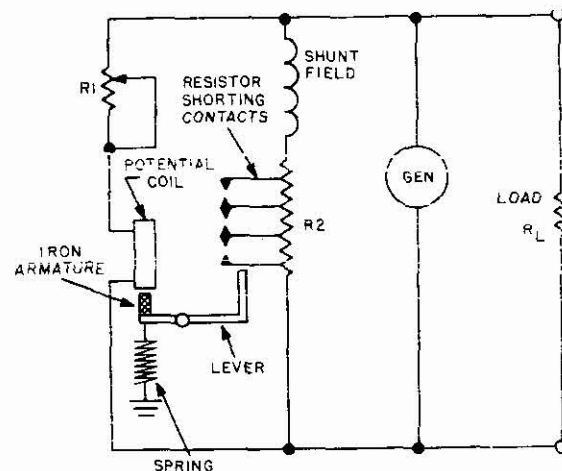 SHUNT
FIELD
R1
RESISTOR
SHORTING
CONTACTS
POTENTIAL
COIL
GEN
LOAD
R2
RL
IRON
ARMATURE
LEVER
SPRING